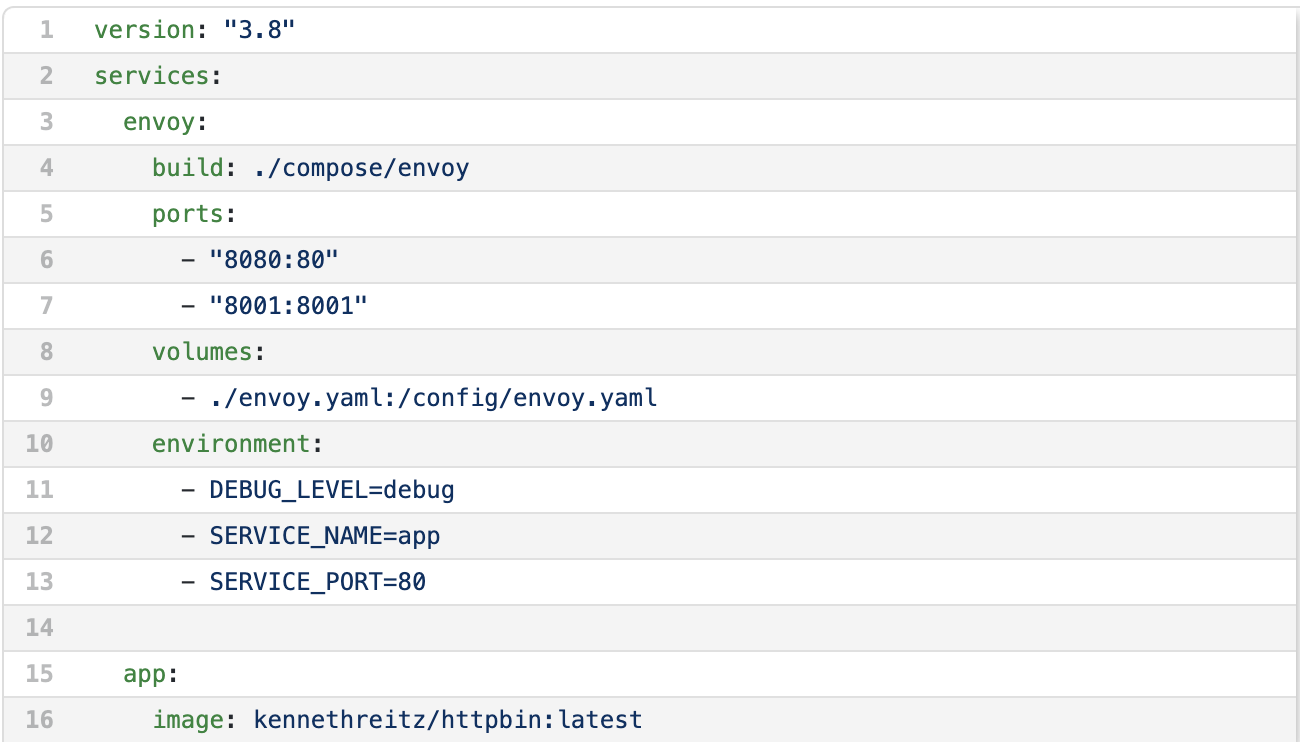 1 version: "3.8"
2 services:
3   envoy:
4     build: ./compose/envoy
5     ports:
6       - "8080:80"
7       - "8001:8001"
8     volumes:
9       - ./envoy.yaml:/config/envoy.yaml
10     environment:
11       - DEBUG_LEVEL=debug
12       - SERVICE_NAME=app
13       - SERVICE_PORT=80
14
15   app:
16     image: kennethreitz/httpbin:latest